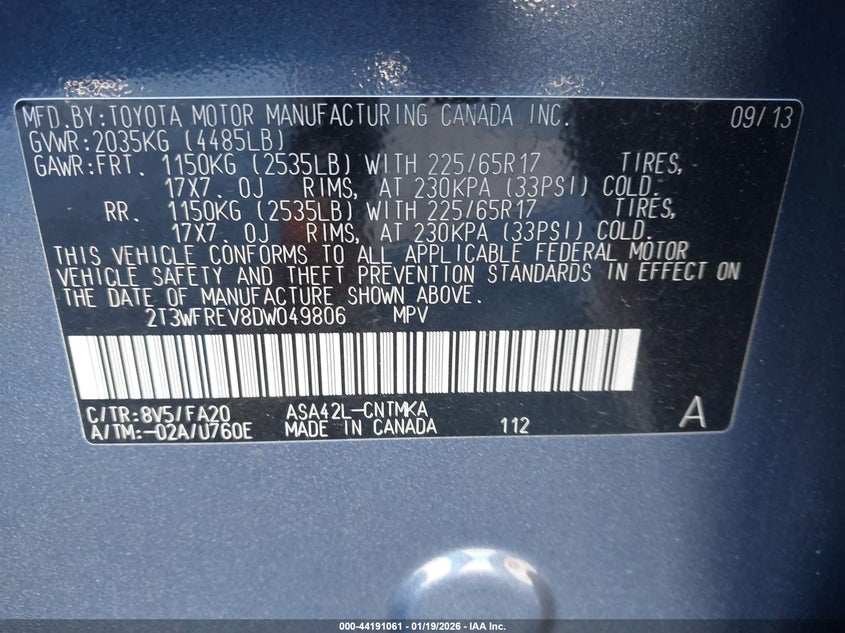 MFD.BY:TOYOTA MOTOR MANUFACTURING CANADA INC. 09/13
GVWR:2035KG (4485LB)
GAWR:FRT. 1150KG (2535LB) WITH 225/65R17 TIRES,
17X7.0J RIMS, AT 230KPA (33PSI) COLD.
RR. 1150KG (2535LB) WITH 225/65R17 TIRES,
17X7.0J RIMS, AT 230KPA (33PSI) COLD.
THIS VEHICLE CONFORMS TO ALL APPLICABLE FEDERAL MOTOR
VEHICLE SAFETY AND THEFT PREVENTION STANDARDS IN EFFECT ON
THE DATE OF MANUFACTURE SHOWN ABOVE.
2T3WFREV8DW049806 MPV
C/TR:8V5/FA20 ASA42L-CNTMKA A
A/TM:-02A/U760E MADE IN CANADA 112
000-44191061 - 01/19/2026 - IAA Inc.